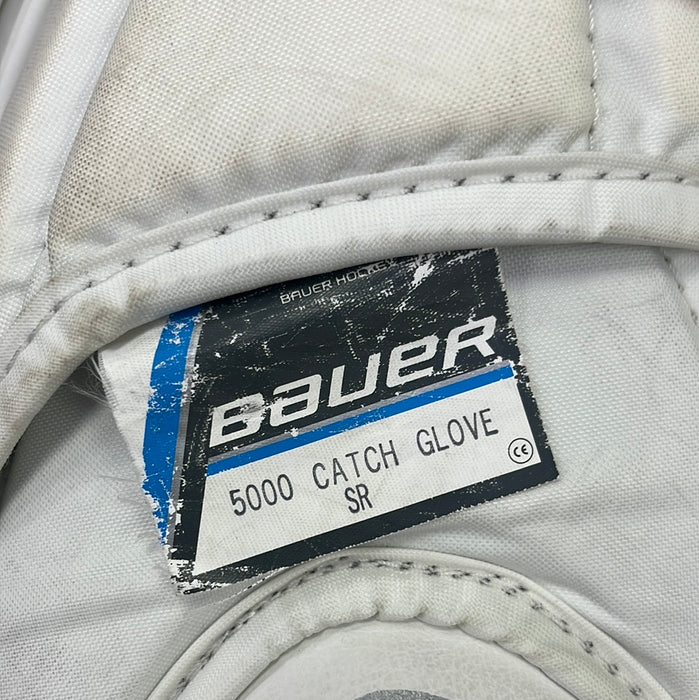 BAUER HOCKEY
BAUER
5000 CATCH GLOVE
SR
CE